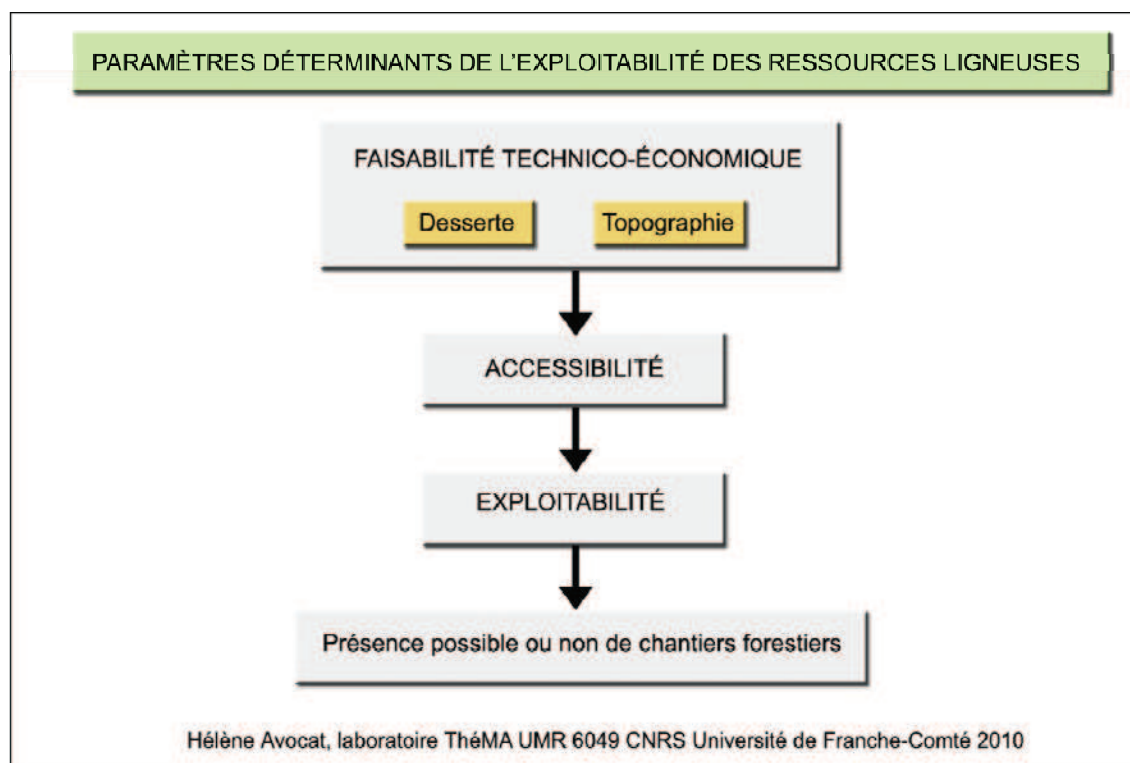 PARAMÈTRES DÉTERMINANTS DE L'EXPLOITABILITÉ DES RESSOURCES LIGNEUSES
FAISABILITÉ TECHNICO-ÉCONOMIQUE
Desserte Topographie
ACCESSIBILITÉ
EXPLOITABILITÉ
Présence possible ou non de chantiers forestiers
Hélène Avocat, laboratoire ThéMA UMR 6049 CNRS Université de Franche-Comté 2010